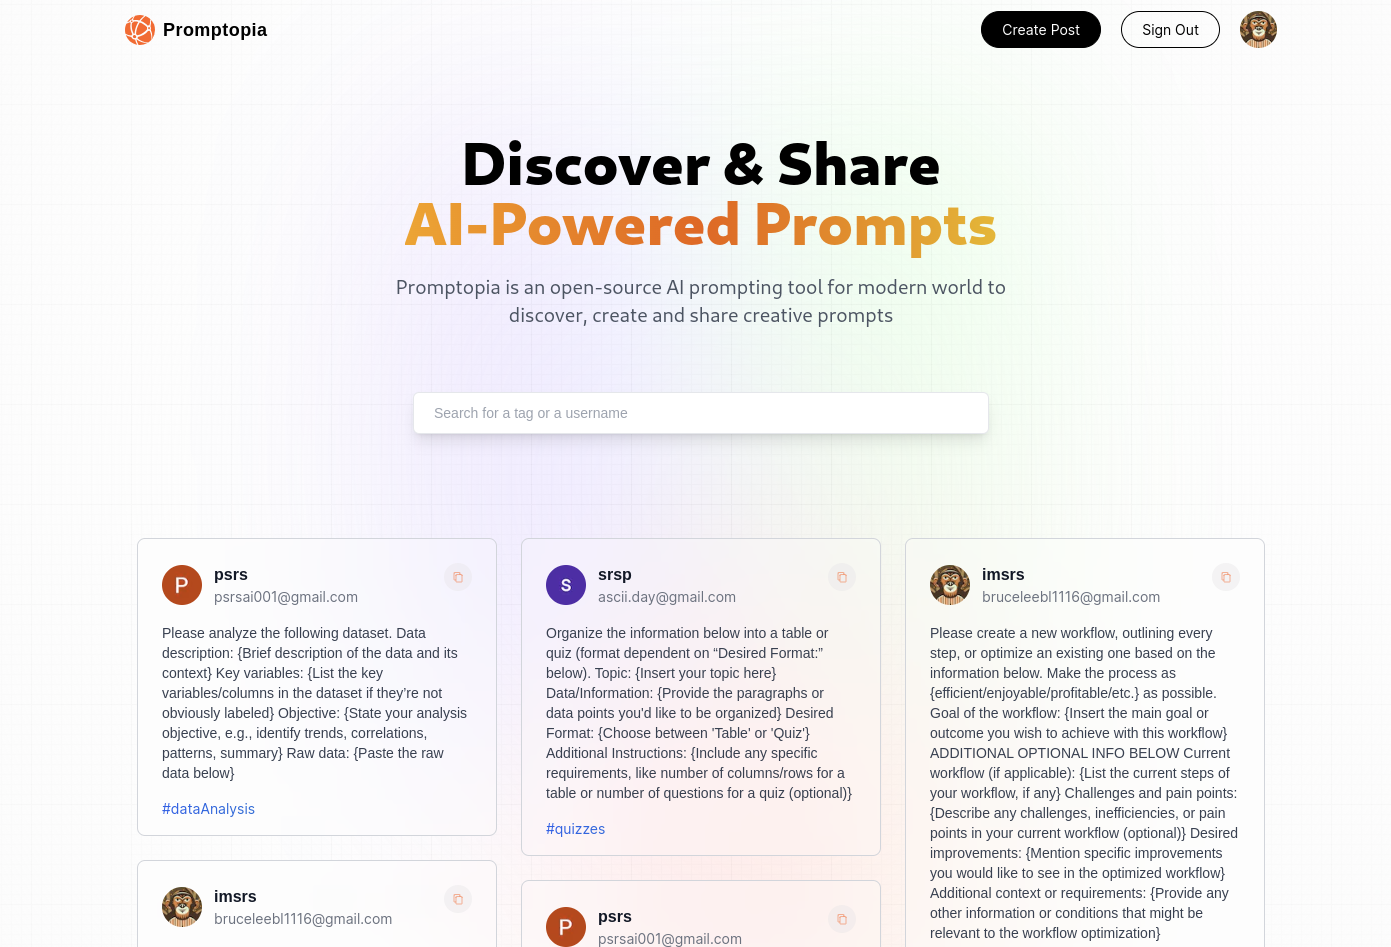 Promptopia
Create Post
Sign Out
Discover & Share
AI-Powered Prompts
Promptopia is an open-source AI prompting tool for modern world to
discover, create and share creative prompts
Search for a tag or a username
P
psrs
psrsai001@gmail.com
Please analyze the following dataset. Data
description: {Brief description of the data and its
context} Key variables: {List the key
variables/columns in the dataset if they’re not
obviously labeled} Objective: {State your analysis
objective, e.g., identify trends, correlations,
patterns, summary} Raw data: {Paste the raw
data below}
#dataAnalysis
imsrs
bruceleebl1116@gmail.com
S
srsp
ascii.day@gmail.com
Organize the information below into a table or
quiz (format dependent on “Desired Format:”
below). Topic: {Insert your topic here}
Data/Information: {Provide the paragraphs or
data points you'd like to be organized} Desired
Format: {Choose between 'Table' or 'Quiz'}
Additional Instructions: {Include any specific
requirements, like number of columns/rows for a
table or number of questions for a quiz (optional)}
#quizzes
P
psrs
psrsai001@gmail.com
imsrs
bruceleebl1116@gmail.com
Please create a new workflow, outlining every
step, or optimize an existing one based on the
information below. Make the process as
{efficient/enjoyable/profitable/etc.} as possible.
Goal of the workflow: {Insert the main goal or
outcome you wish to achieve with this workflow}
ADDITIONAL OPTIONAL INFO BELOW Current
workflow (if applicable): {List the current steps of
your workflow, if any} Challenges and pain points:
{Describe any challenges, inefficiencies, or pain
points in your current workflow (optional)} Desired
improvements: {Mention specific improvements
you would like to see in the optimized workflow}
Additional context or requirements: {Provide any
other information or conditions that might be
relevant to the workflow optimization}